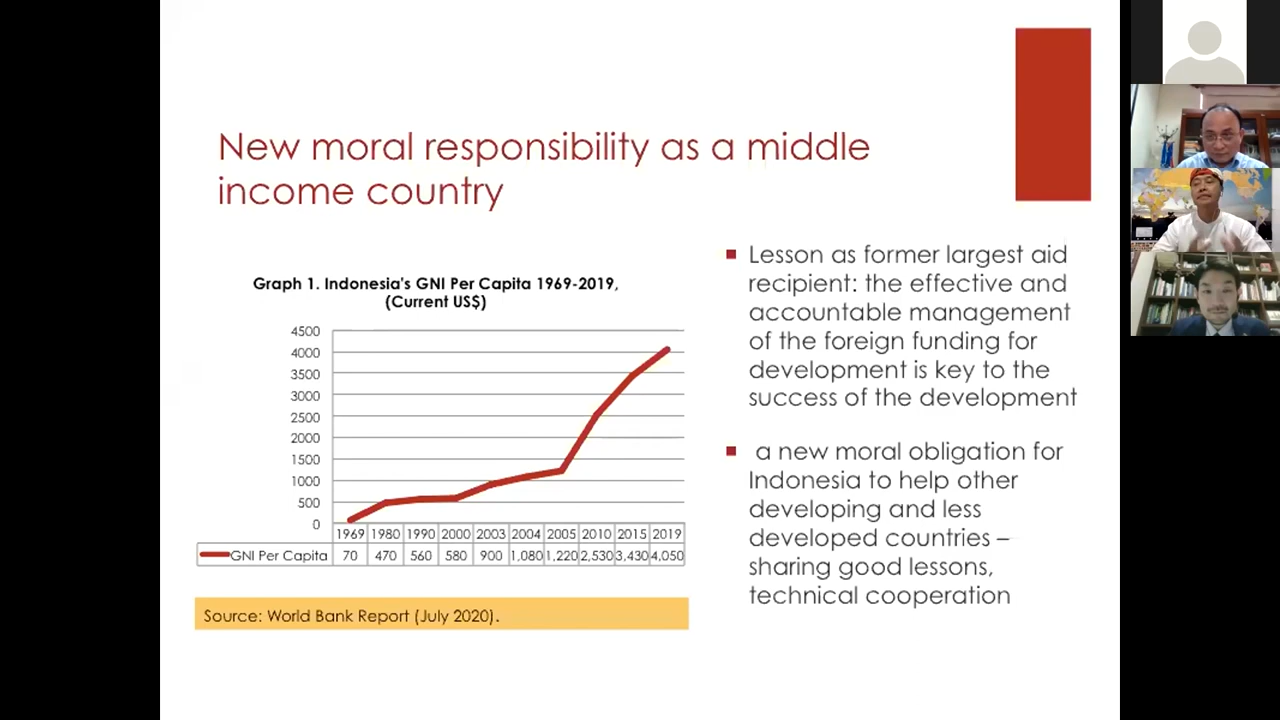 New moral responsibility as a middle
income country
Graph 1. Indonesia's GNI Per Capita 1969-2019,
(Current US$)
4500
4000
3500
3000
2500
2000
1500
1000
500
0
1969 1980 1990 2000 2003 2004 2005 2010 2015 2019
GNI Per Capita 70 470 560 580 900 1,080 1,220 2,530 3,430 4,050
Source: World Bank Report (July 2020).
Lesson as former largest aid
recipient: the effective and
accountable management
of the foreign funding for
development is key to the
success of the development
a new moral obligation for
Indonesia to help other
developing and less
developed countries –
sharing good lessons,
technical cooperation